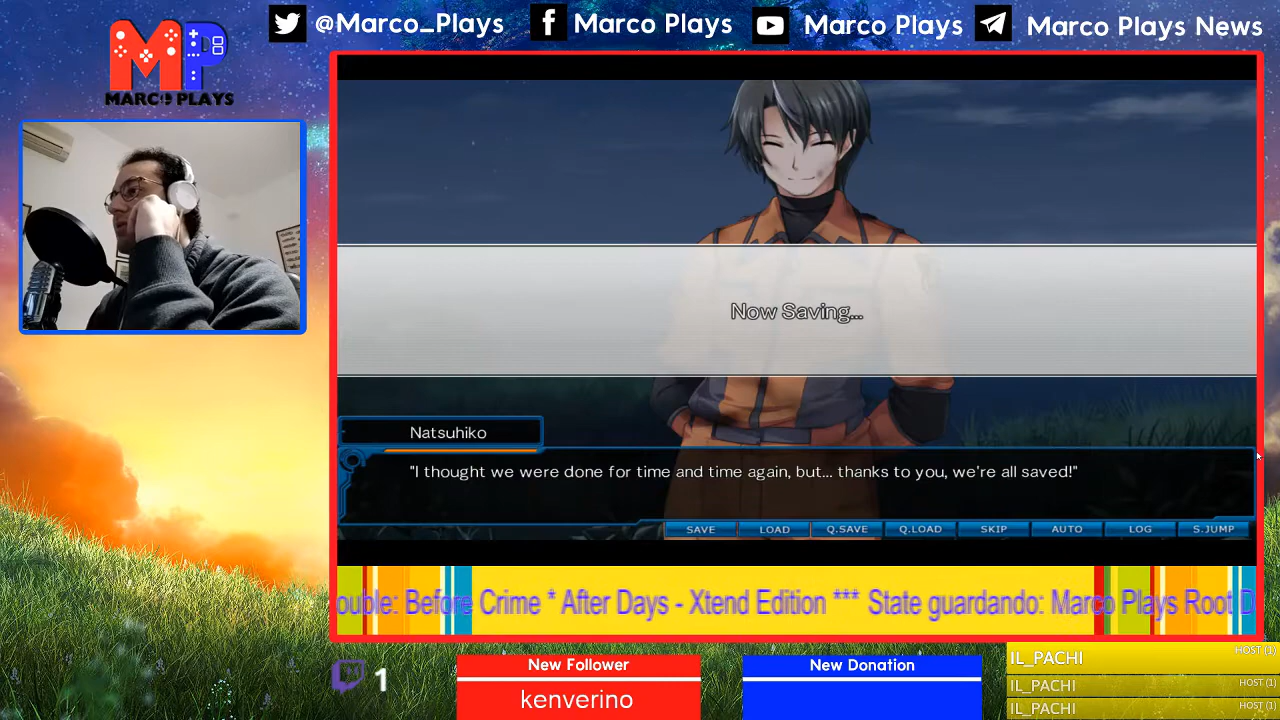 @Marco_Plays
Marco Plays
Marco Plays
Marco Plays News
MP
MARCO PLAYS
Now Saving...
Natsuhiko
"I thought we were done for time and time again, but... thanks to you, we're all saved!"
SAVE
LOAD
Q.SAVE
Q.LOAD
SKIP
AUTO
LOG
S.JUMP
ouble: Before Crime * After Days - Xtend Edition *** State guardando: Marco Plays Root D
1
New Follower
kenverino
New Donation
IL_PACHI HOST (1)
IL_PACHI HOST (1)
IL_PACHI HOST (1)